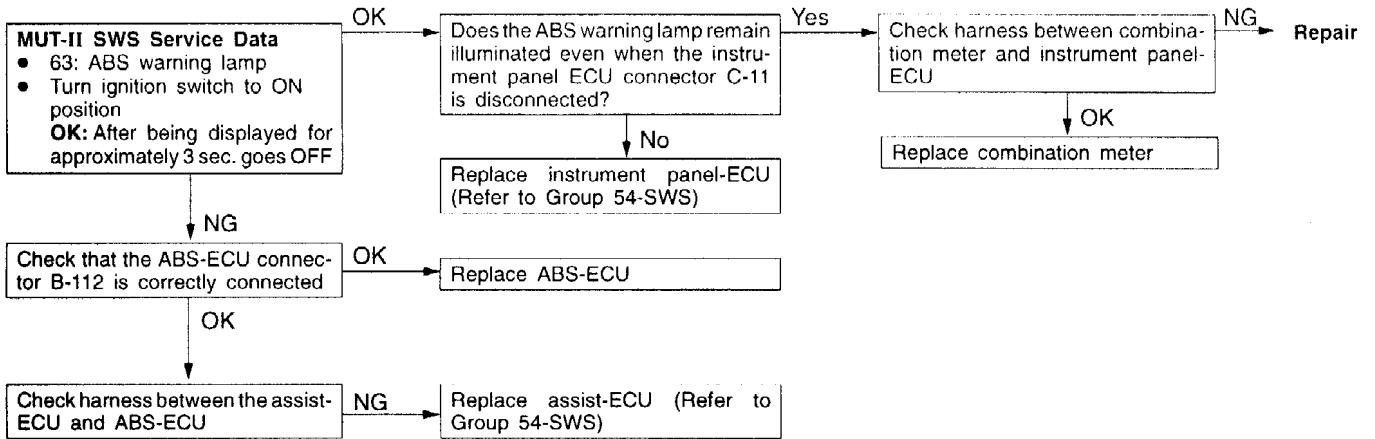 MUT-II SWS Service Data
● 63: ABS warning lamp
● Turn ignition switch to ON
position
OK: After being displayed for
approximately 3 sec. goes OFF
OK
Does the ABS warning lamp remain
illuminated even when the instru-
ment panel ECU connector C-11
is disconnected?
Yes
Check harness between combina-
tion meter and instrument panel-
ECU
NG
Repair
OK
Replace combination meter
No
Replace instrument panel-ECU
(Refer to Group 54-SWS)
NG
Check that the ABS-ECU connec-
tor B-112 is correctly connected
OK
Replace ABS-ECU
OK
Check harness between the assist-
ECU and ABS-ECU
NG
Replace assist-ECU (Refer to
Group 54-SWS)